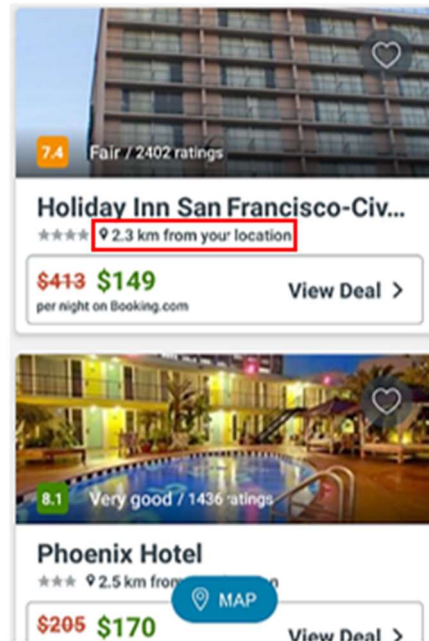 7.4 Fair / 2402 ratings
Holiday Inn San Francisco-Civ...
2.3 km from your location
$413 $149
per night on Booking.com
View Deal >
8.1 Very good / 1436 ratings
Phoenix Hotel
2.5 km from
MAP
$205 $170
View Deal >